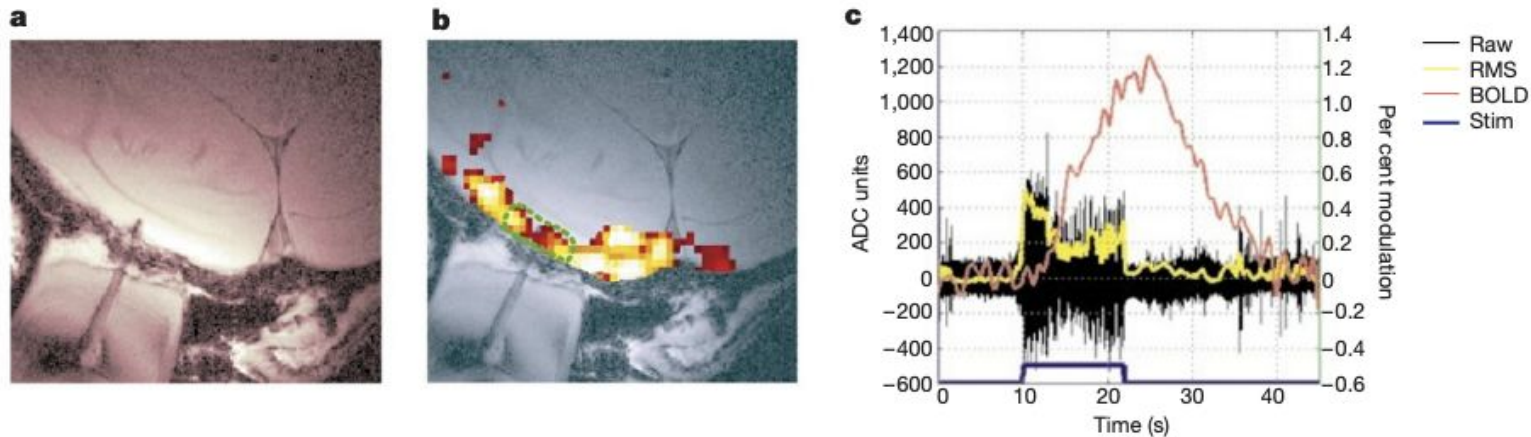 a
b
c
1,400
1,200
1,000
800
600
400
200
0
−200
−400
−600
ADC units
1.4
1.2
1.0
0.8
0.6
0.4
0.2
0
−0.2
−0.4
−0.6
Per cent modulation
0 10 20 30 40
Time (s)
Raw
RMS
BOLD
Stim